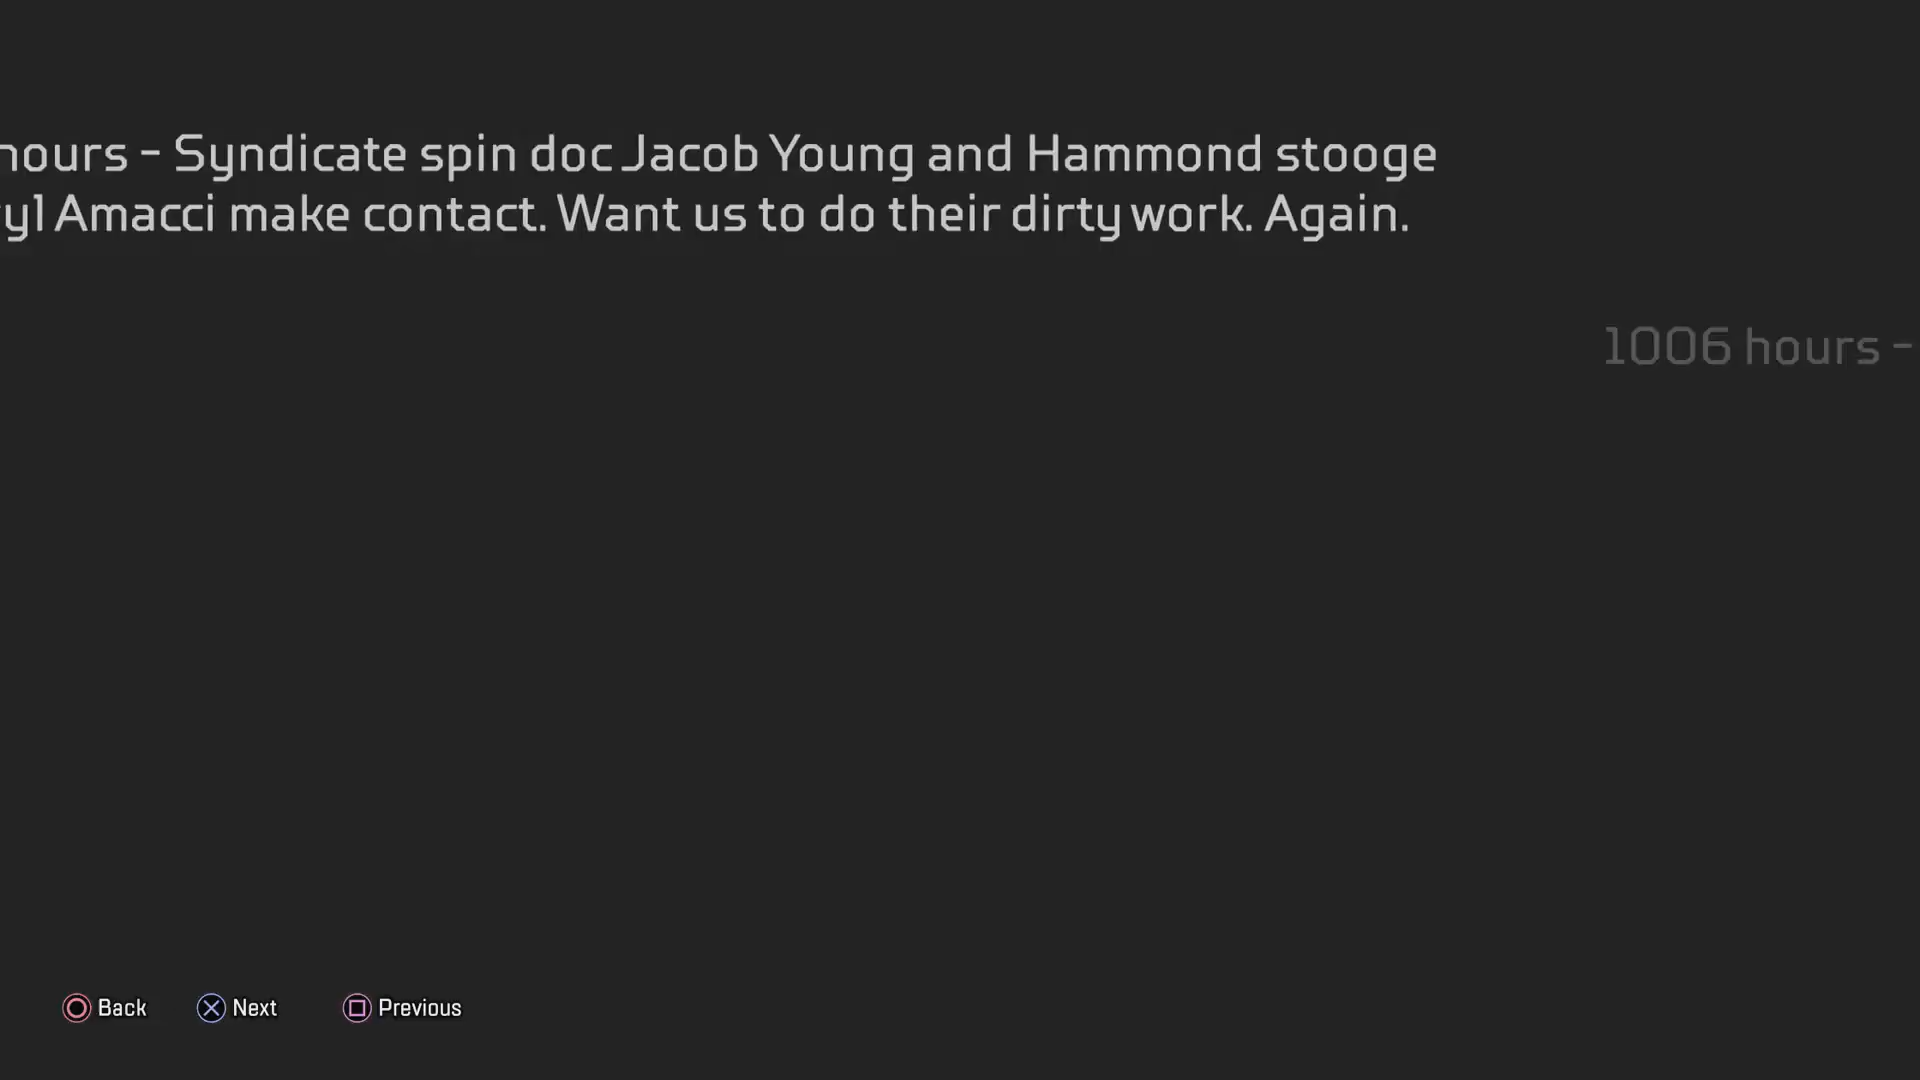 hours - Syndicate spin doc Jacob Young and Hammond stooge
yl Amacci make contact. Want us to do their dirty work. Again.
1006 hours -
Back Next Previous